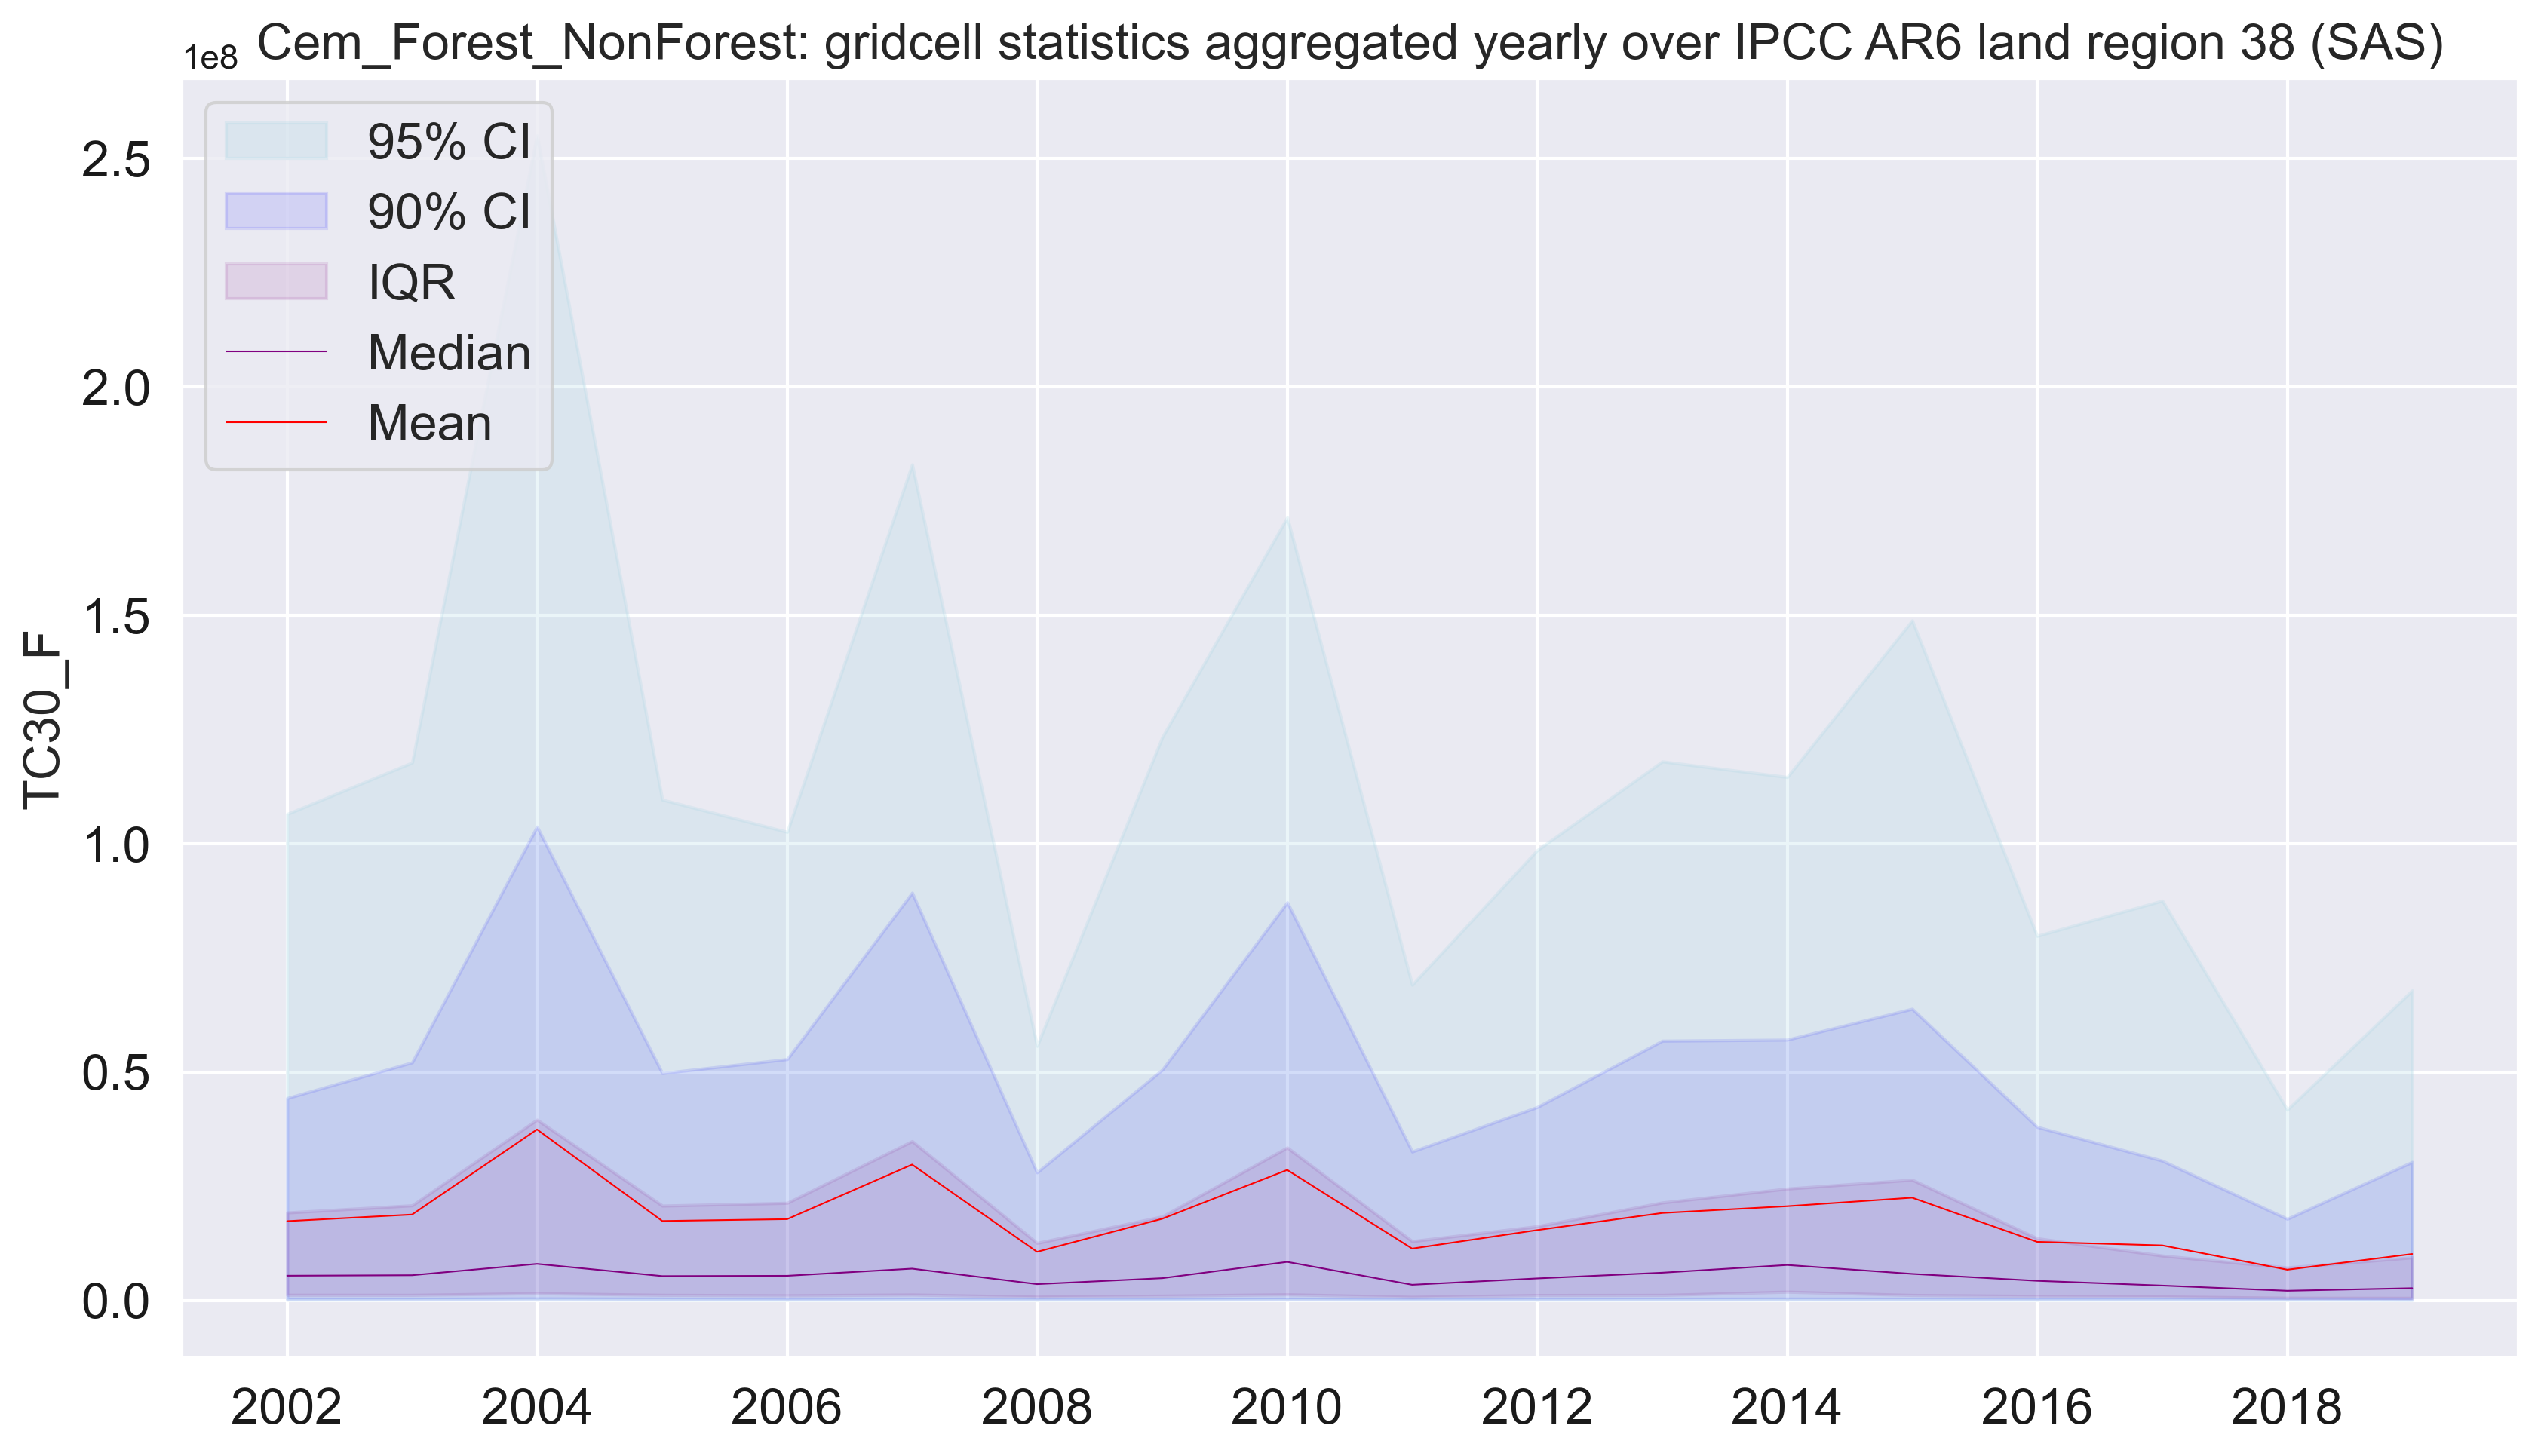 Cem_Forest_NonForest: gridcell statistics aggregated yearly over IPCC AR6 land region 38 (SAS)
1e8
95% CI
90% CI
IQR
Median
Mean
2.5
2.0
1.5
1.0
0.5
0.0
TC30_F
2002 2004 2006 2008 2010 2012 2014 2016 2018